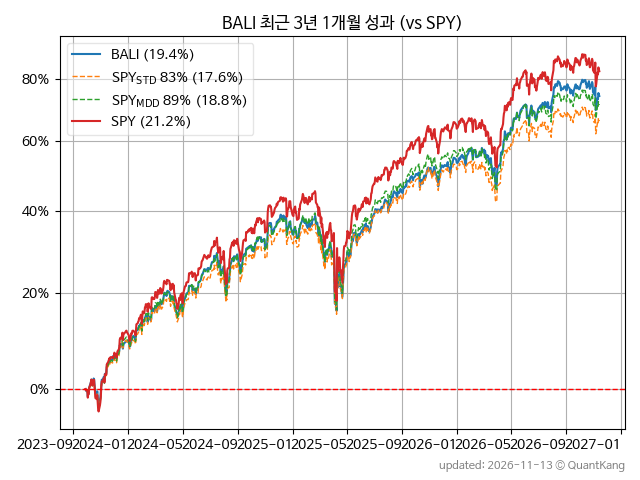 BALI 최근 3년 1개월 성과 (vs SPY)
BALI (19.4%)
SPYSTD 83% (17.6%)
SPYMDD 89% (18.8%)
SPY (21.2%)
80%
60%
40%
20%
0%
2023-09 2024-01 2024-05 2024-09 2025-01 2025-05 2025-09 2026-01 2026-05 2026-09 2027-01
updated: 2026-11-13 © QuantKang